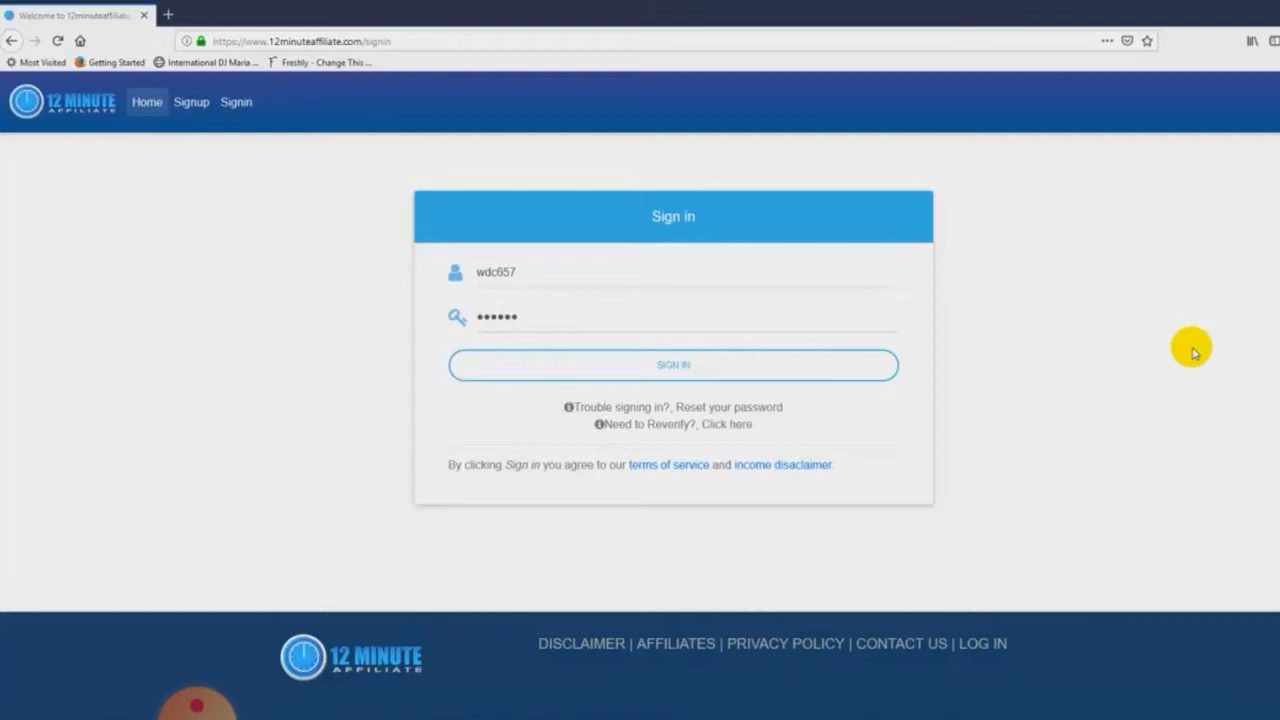 Welcome to 12minuteaffiliate.
https://www.12minuteaffiliate.com/signin
Most Visited Getting Started International DJ Maria ... Freshly - Change This ...
12 MINUTE AFFILIATE Home Signup Signin
Sign in
wdc657
SIGN IN
Trouble signing in?, Reset your password
Need to Reverify?, Click here
By clicking Sign in you agree to our terms of service and income disaclaimer.
12 MINUTE AFFILIATE
DISCLAIMER | AFFILIATES | PRIVACY POLICY | CONTACT US | LOG IN